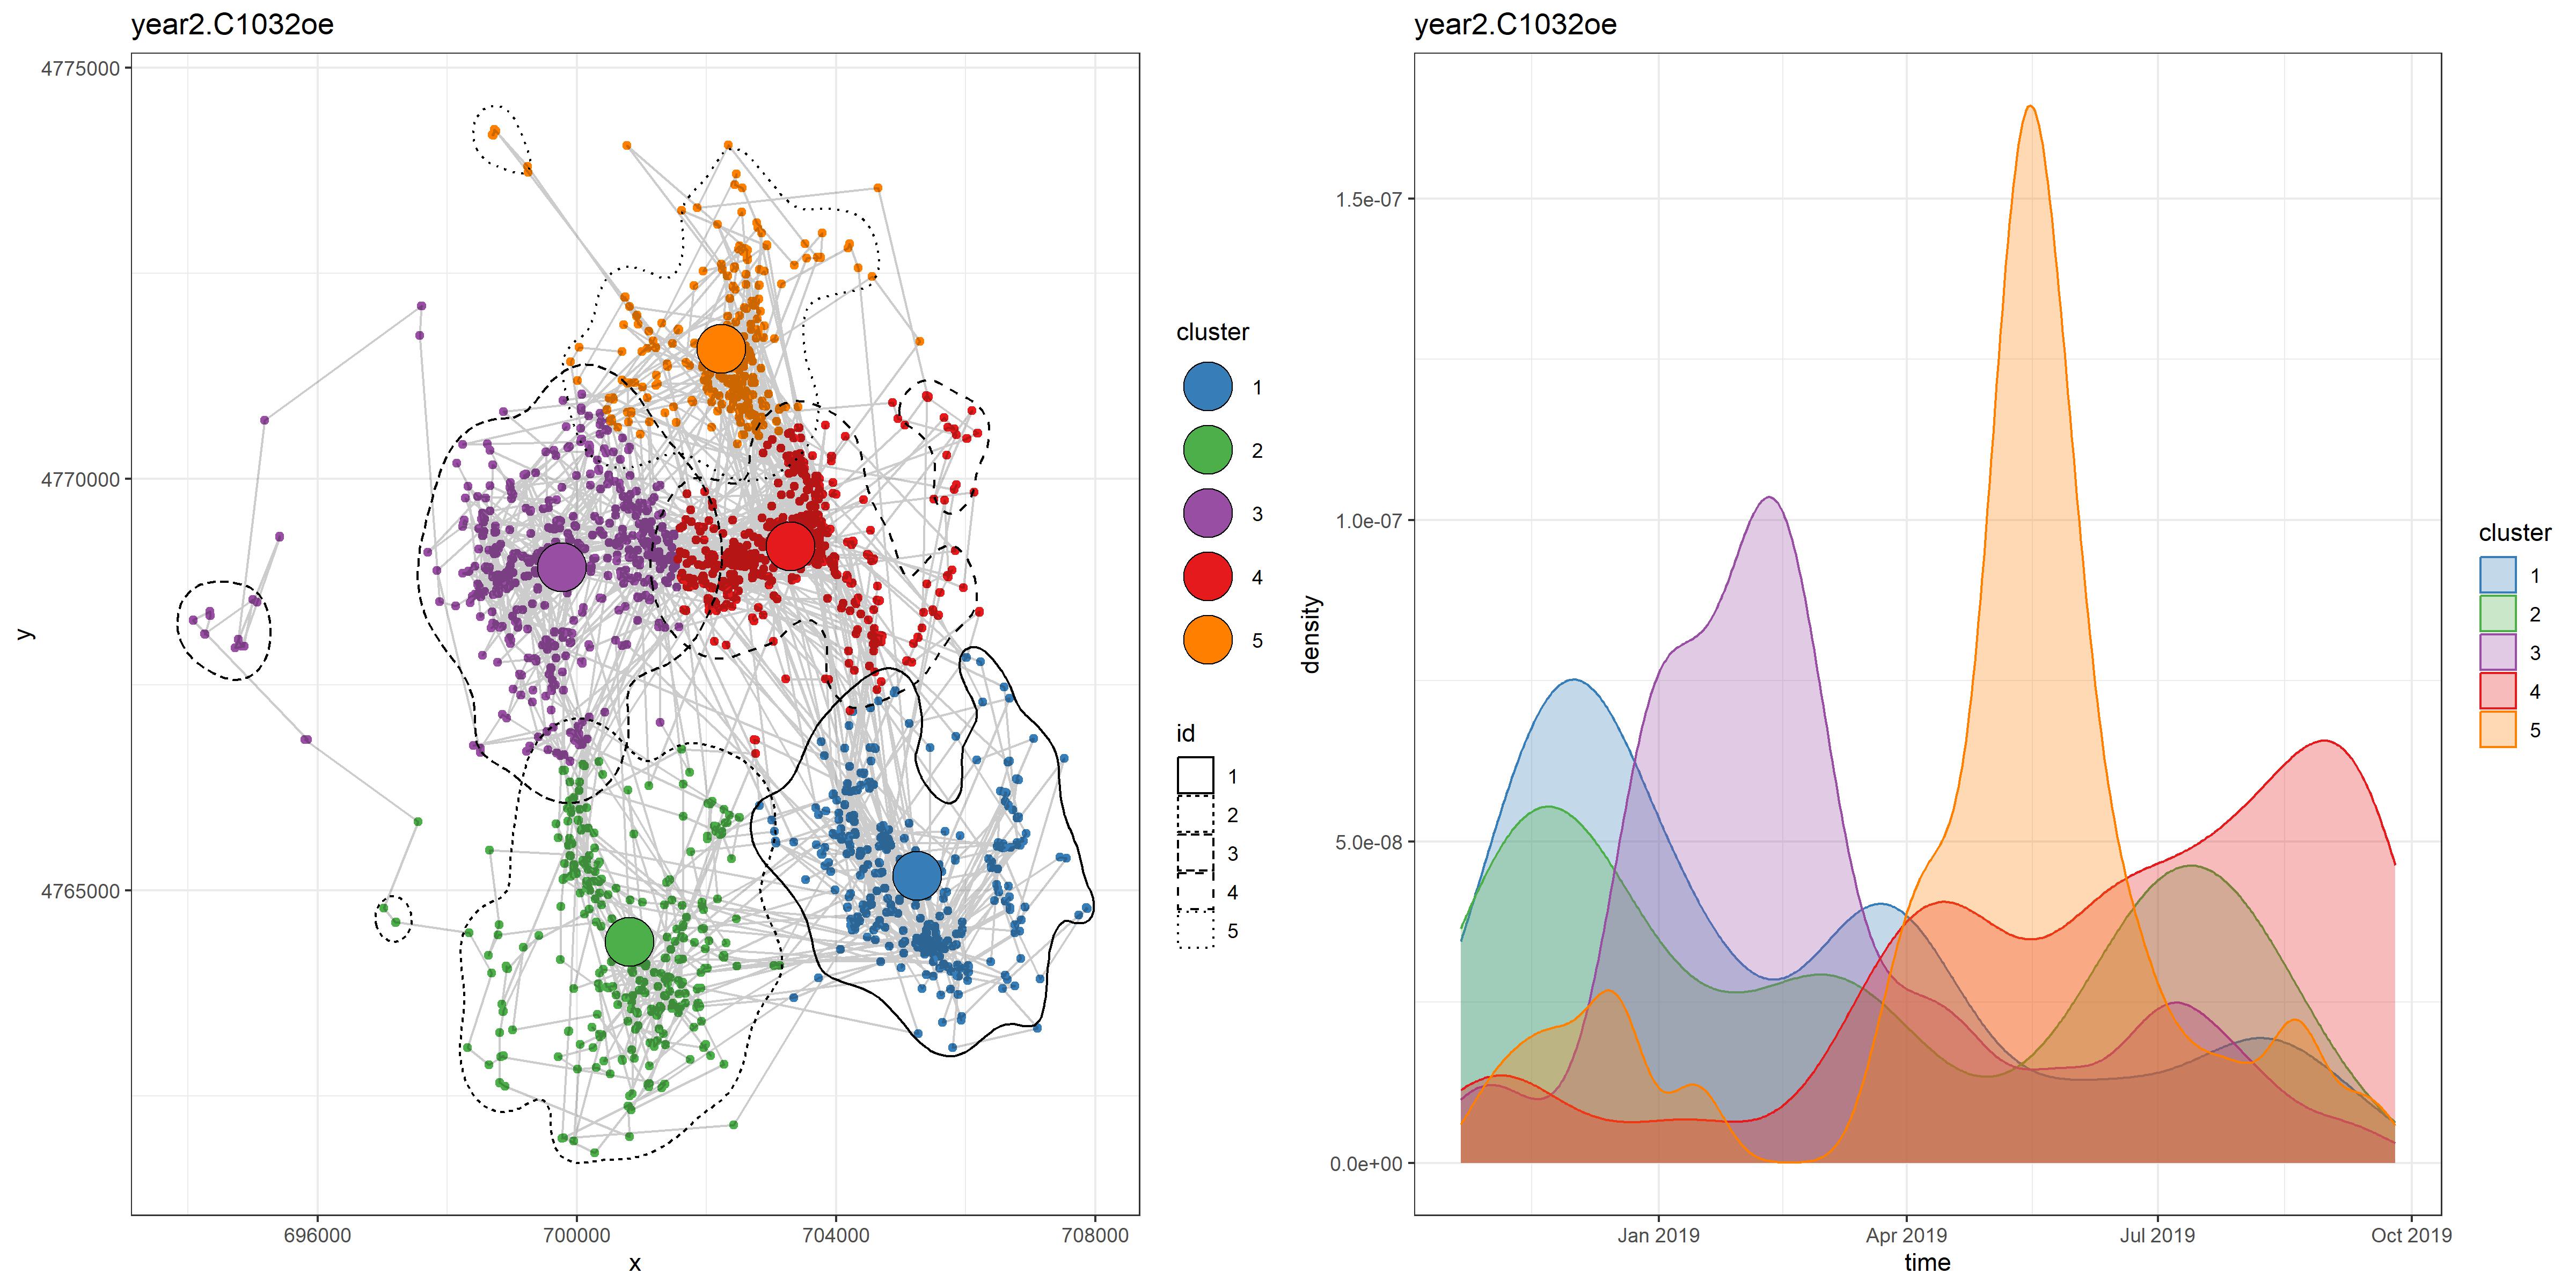 year2.C1032oe
4775000
4770000
4765000
y
696000
700000
704000
708000
x
cluster
1
2
3
4
5
id
1
2
3
4
5
year2.C1032oe
1.5e-07
1.0e-07
5.0e-08
0.0e+00
density
Jan 2019
Apr 2019
Jul 2019
Oct 2019
time
cluster
1
2
3
4
5